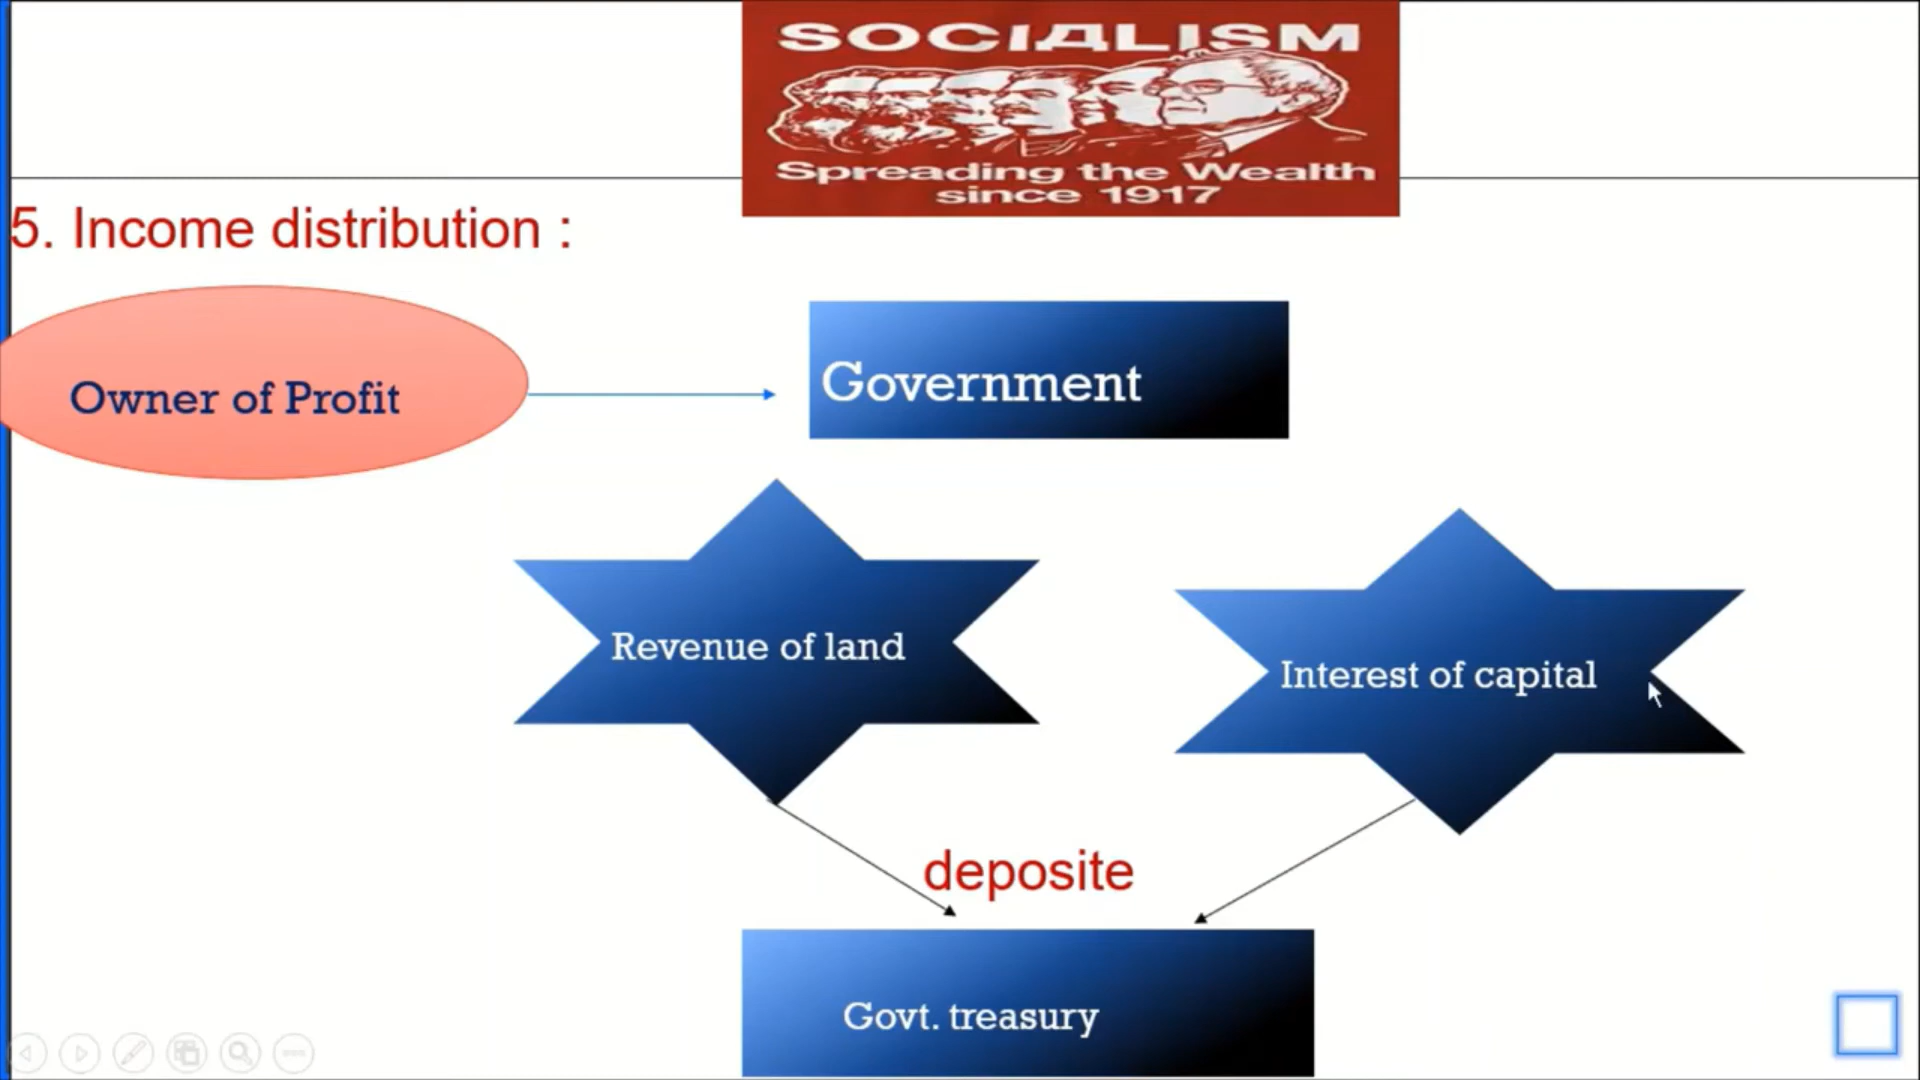 SOCIALISM
Spreading the Wealth
since 1917
5. Income distribution :
Owner of Profit
Government
Revenue of land
Interest of capital
deposite
Govt. treasury